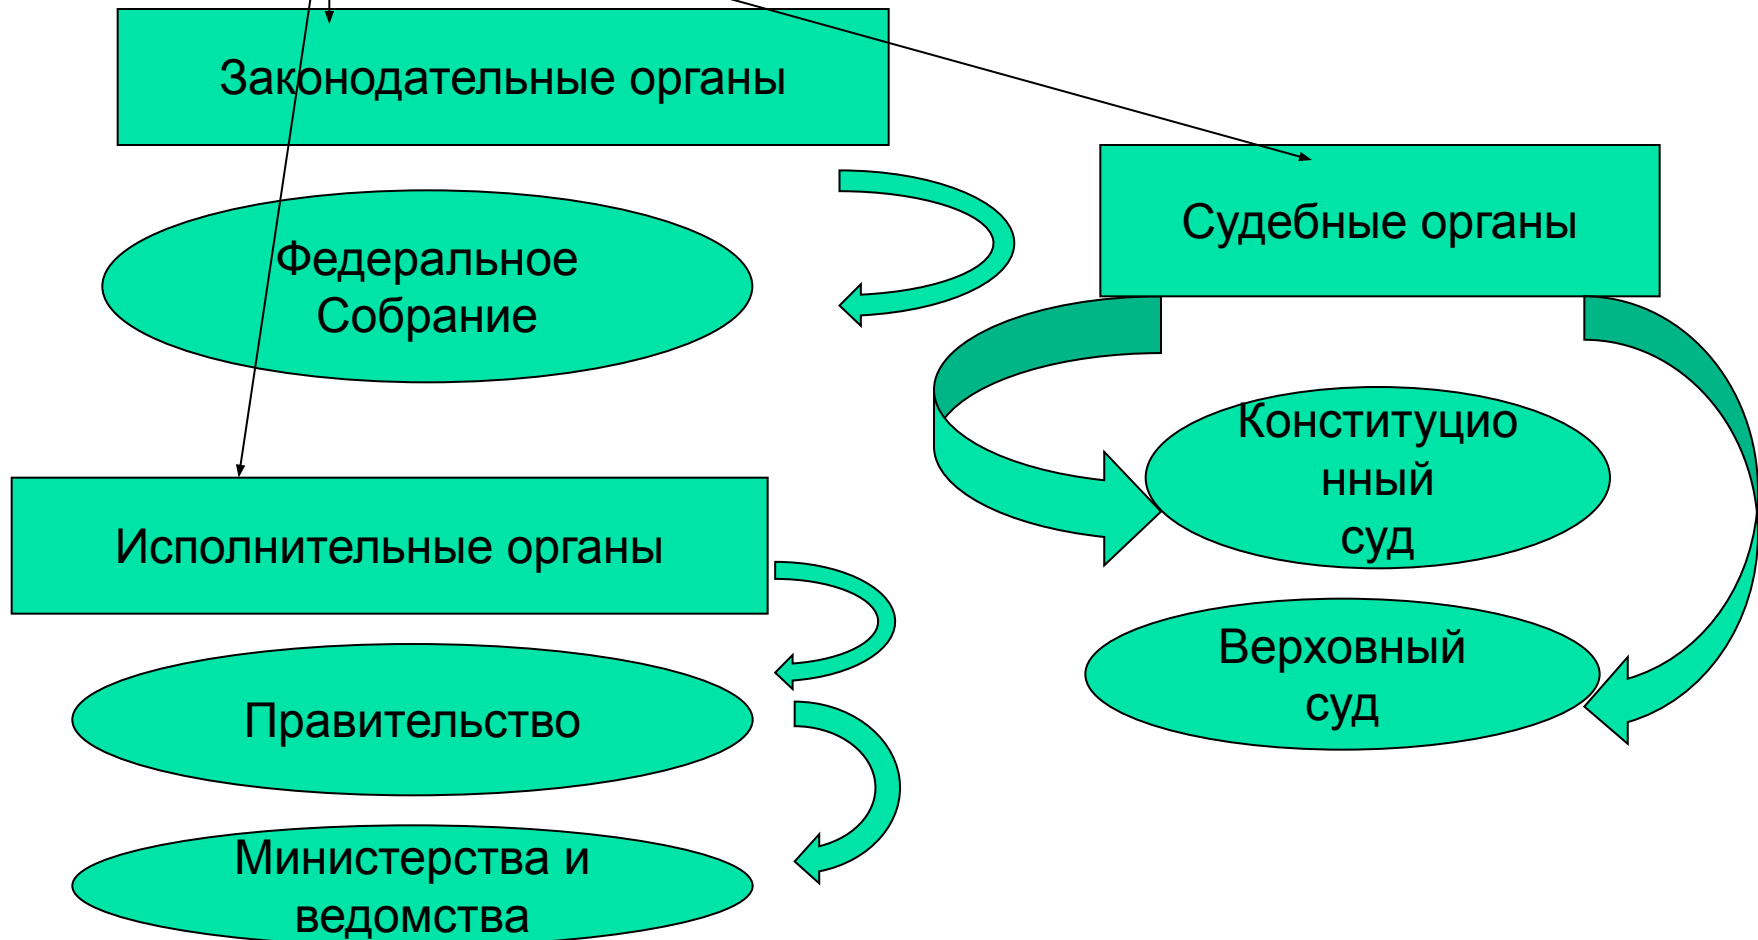 Законодательные органы
Федеральное
Собрание
Судебные органы
Конституцио
нный
суд
Верховный
суд
Исполнительные органы
Правительство
Министерства и
ведомства